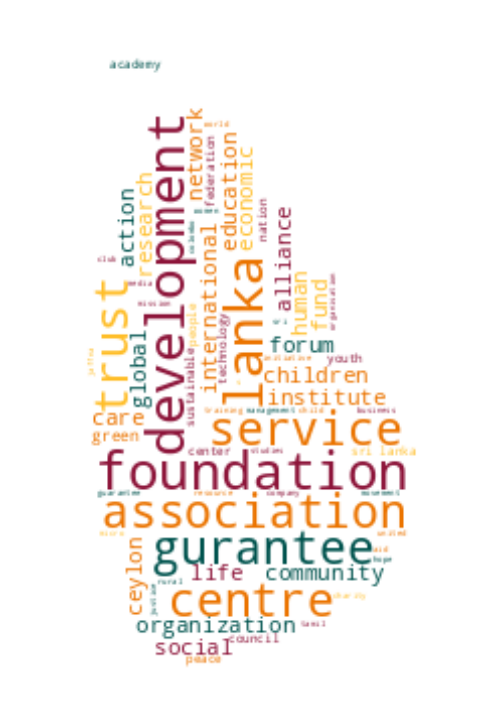 academy
development
network
world
federation
education
economic
research
action
women
nation
colombo
alliance
club
media
international
lanka
human
fund
organisation
mission
people
technology
trust
global
sri
forum
initiative
youth
jaffna
sustainable
children
institute
care
training
management
child
business
green
service
center
studies
sri lanka
foundation
guarantee
resource
company
movement
association
micro
united
gurantee
aid
hope
ceylon
life
community
rural
justice
centre
charity
organization
tamil
council
social
peace